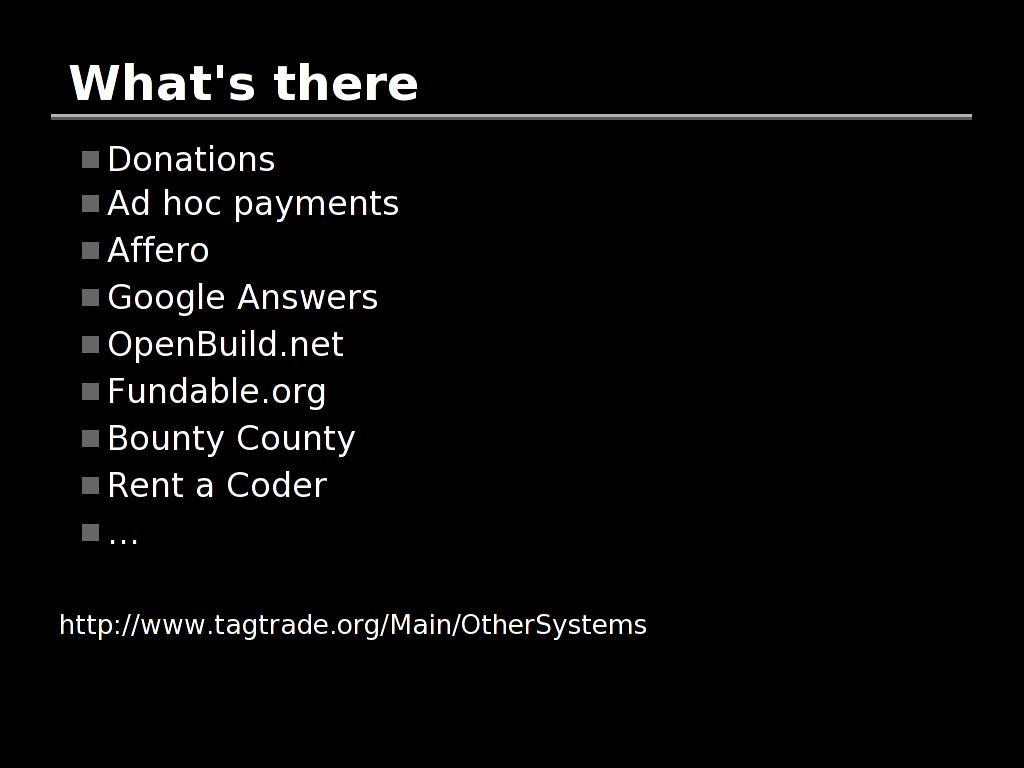 What's there
Donations
Ad hoc payments
Affero
Google Answers
OpenBuild.net
Fundable.org
Bounty County
Rent a Coder
...
http://www.tagtrade.org/Main/OtherSystems